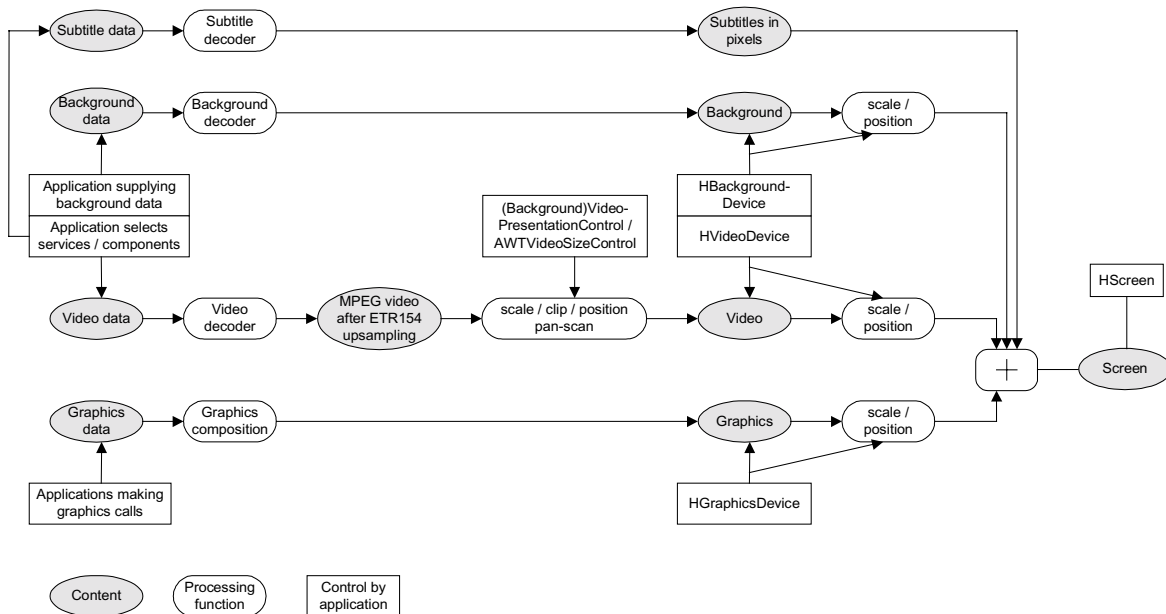 Subtitle data
Subtitle
decoder
Subtitles in
pixels
Background
data
Background
decoder
Background
scale /
position
Application supplying
background data
Application selects
services / components
(Background)Video-
PresentationControl /
AWTVideoSizeControl
HBackground-
Device
HVideoDevice
HScreen
Video data
Video
decoder
MPEG video
after ETR154
upsampling
scale / clip / position
pan-scan
Video
scale /
position
Screen
Graphics
data
Graphics
composition
Graphics
scale /
position
Applications making
graphics calls
HGraphicsDevice
Content
Processing
function
Control by
application